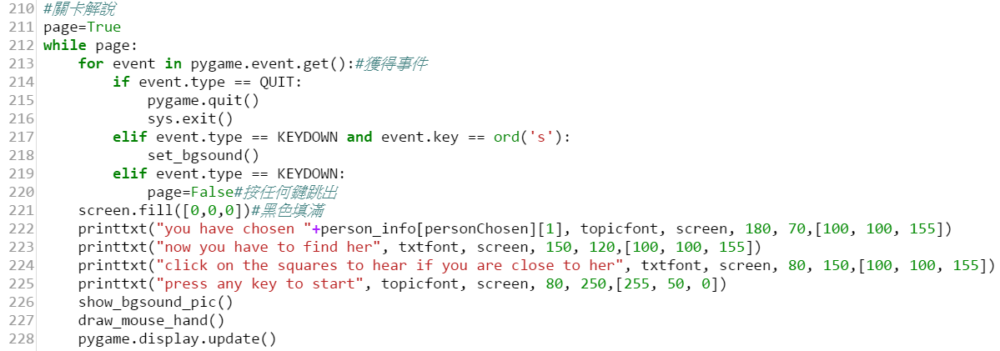 210 #關卡解說
211 page=True
212 while page:
213     for event in pygame.event.get():#獲得事件
214         if event.type == QUIT:
215             pygame.quit()
216             sys.exit()
217         elif event.type == KEYDOWN and event.key == ord('s'):
218             set_bgsound()
219         elif event.type == KEYDOWN:
220             page=False#按任何鍵跳出
221     screen.fill([0,0,0])#黑色填滿
222     printtxt("you have chosen "+person_info[personChosen][1], topicfont, screen, 180, 70,[100, 100, 155])
223     printtxt("now you have to find her", txtfont, screen, 150, 120,[100, 100, 155])
224     printtxt("click on the squares to hear if you are close to her", txtfont, screen, 80, 150,[100, 100, 155])
225     printtxt("press any key to start", topicfont, screen, 80, 250,[255, 50, 0])
226     show_bgsound_pic()
227     draw_mouse_hand()
228     pygame.display.update()